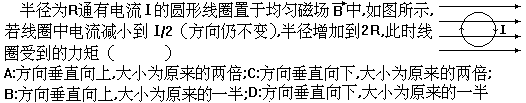 半径为R通有电流I的圆形线圈置于均匀磁场B⃗中,如图所示,
若线圈中电流减小到 I/2 (方向仍不变),半径增加到2R,此时线
圈受到的力矩( )
I
A:方向垂直向上,大小为原来的两倍;C:方向垂直向下,大小为原来的两倍;
B:方向垂直向上,大小为原来的一半;D:方向垂直向下,大小为原来的一半